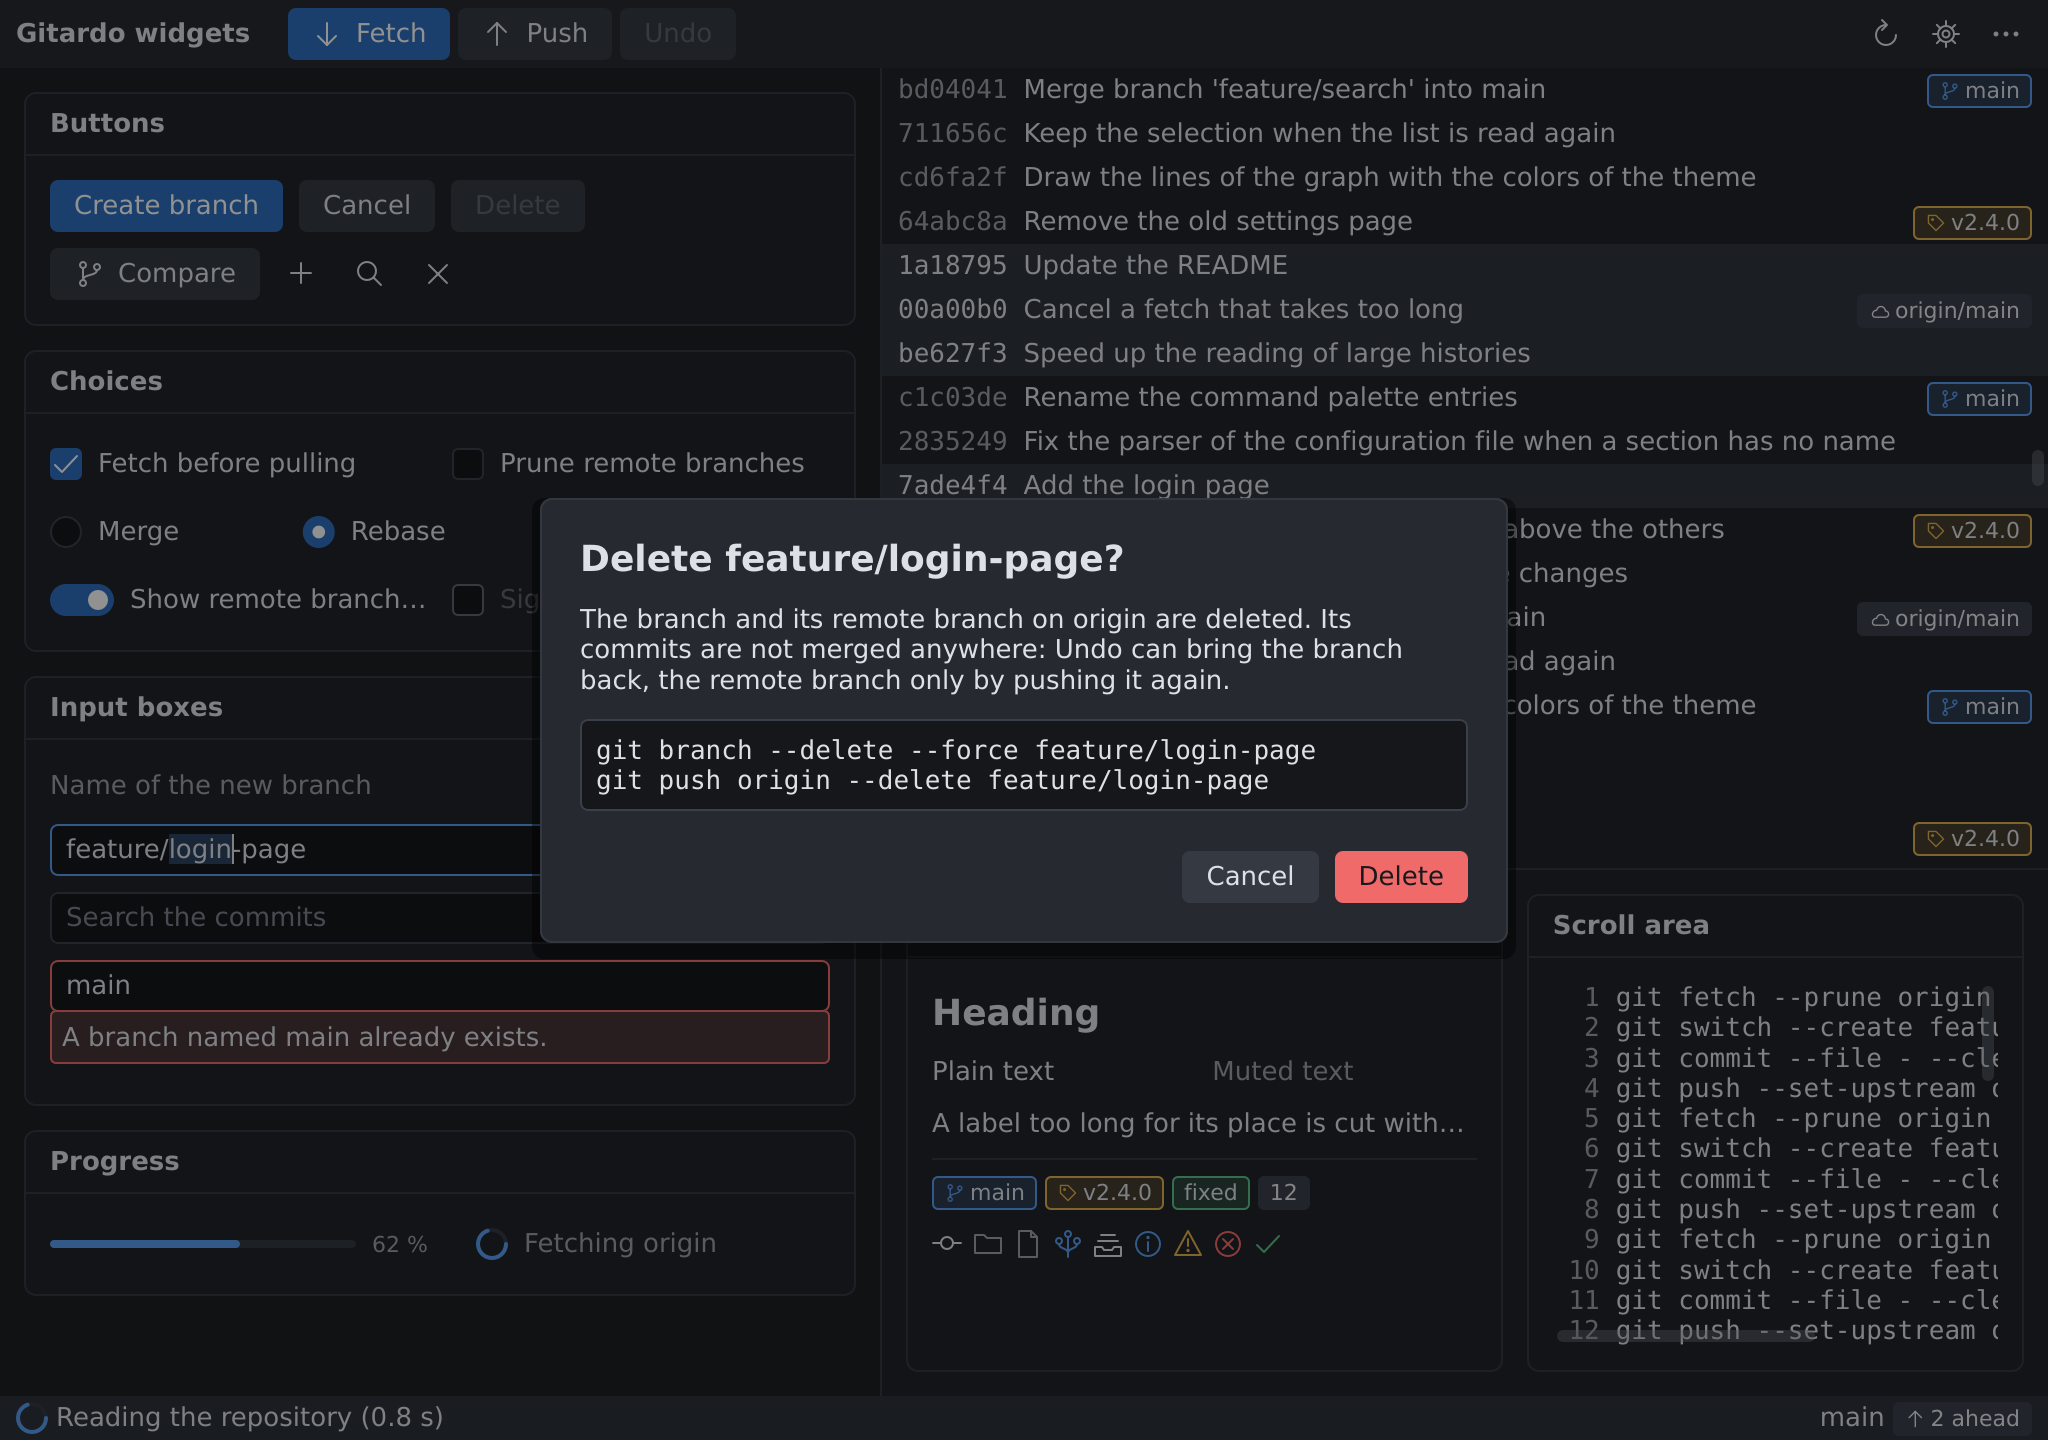 Gitardo widgets
Fetch
Push
Undo
Buttons
Create branch
Cancel
Delete
Compare
Choices
Fetch before pulling
Prune remote branches
Merge
Rebase
Show remote branch...
Input boxes
Name of the new branch
feature/login-page
Search the commits
main
A branch named main already exists.
Progress
62 %
Fetching origin
bd04041 Merge branch 'feature/search' into main main
711656c Keep the selection when the list is read again
cd6fa2f Draw the lines of the graph with the colors of the theme
64abc8a Remove the old settings page v2.4.0
1a18795 Update the README
00a00b0 Cancel a fetch that takes too long origin/main
be627f3 Speed up the reading of large histories
c1c03de Rename the command palette entries main
2835249 Fix the parser of the configuration file when a section has no name
7ade4f4 Add the login page
above the others v2.4.0
changes
origin/main
again
colors of the theme main
v2.4.0
Delete feature/login-page?
The branch and its remote branch on origin are deleted. Its
commits are not merged anywhere: Undo can bring the branch
back, the remote branch only by pushing it again.
git branch --delete --force feature/login-page
git push origin --delete feature/login-page
Cancel
Delete
Heading
Plain text
Muted text
A label too long for its place is cut with...
main
v2.4.0
fixed
12
Scroll area
1 git fetch --prune origin
2 git switch --create
3 git commit --file -
4 git push --set-upstream
5 git fetch --prune origin
6 git switch --create
7 git commit --file -
8 git push --set-upstream
9 git fetch --prune origin
10 git switch --create
11 git commit --file -
12 git push --set-upstream
Reading the repository (0.8 s)
main
2 ahead